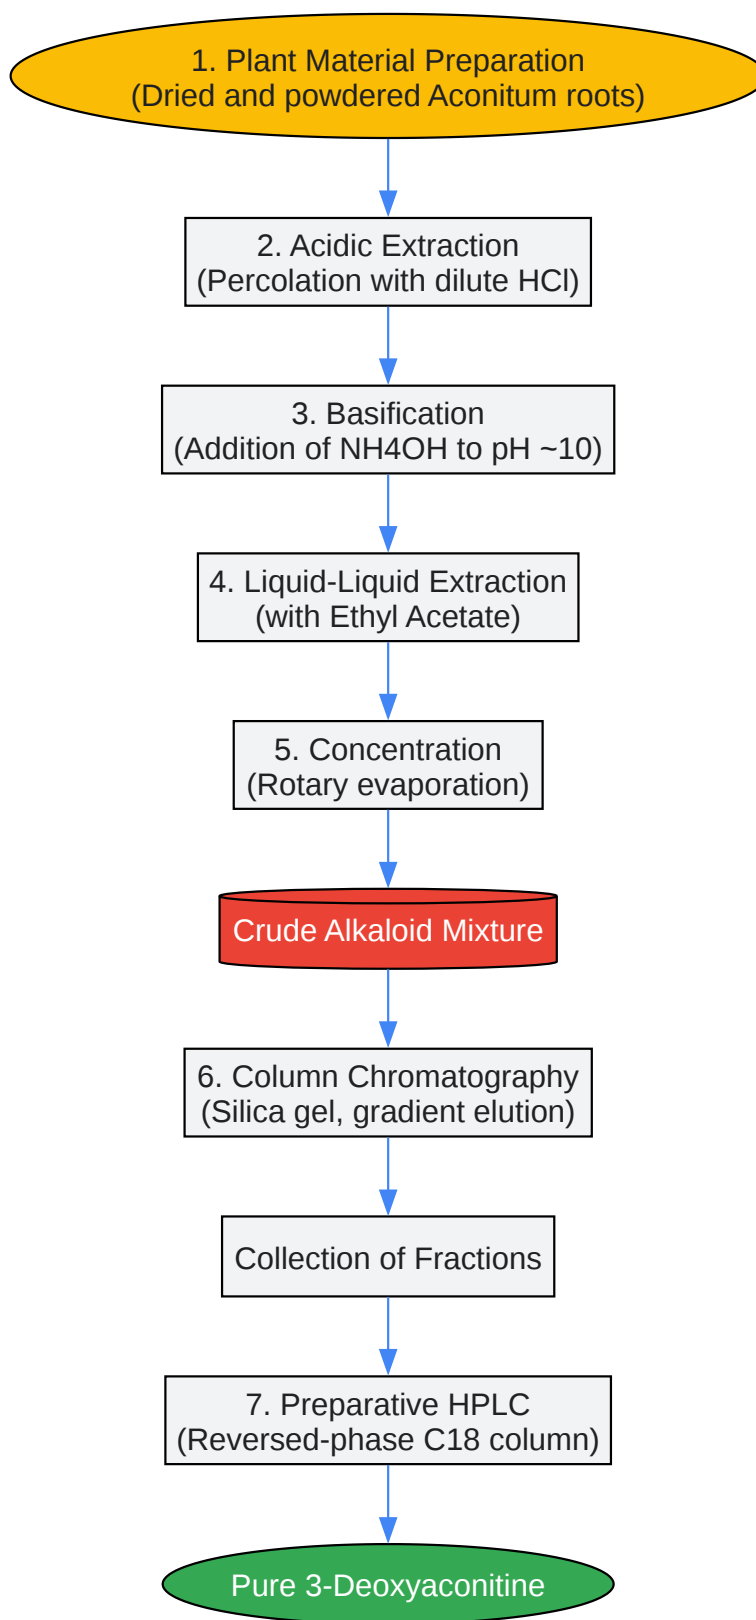 1. Plant Material Preparation
(Dried and powdered Aconitum roots)
2. Acidic Extraction
(Percolation with dilute HCl)
3. Basification
(Addition of NH4OH to pH ~10)
4. Liquid-Liquid Extraction
(with Ethyl Acetate)
5. Concentration
(Rotary evaporation)
Crude Alkaloid Mixture
6. Column Chromatography
(Silica gel, gradient elution)
Collection of Fractions
7. Preparative HPLC
(Reversed-phase C18 column)
Pure 3-Deoxyaconitine